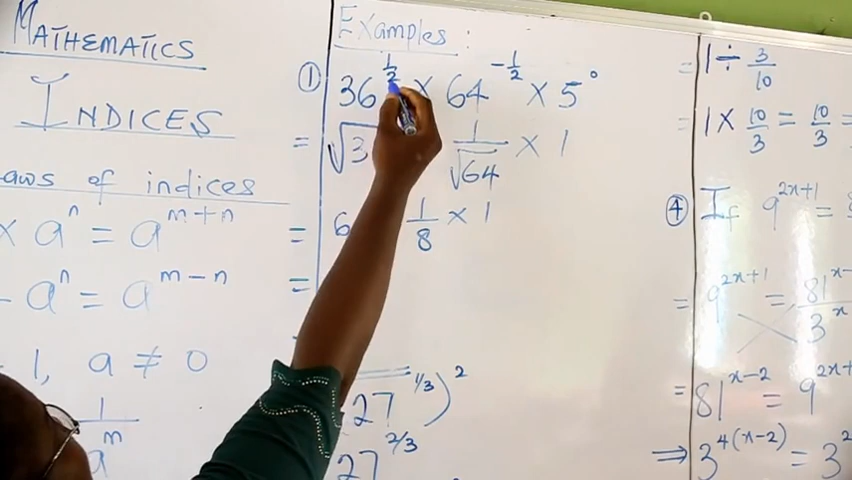 MATHEMATICS
INDICES
aws of indices
× aⁿ = a^{m+n}
- aⁿ = a^{m-n}
1, a ≠ 0
1
a^m
Examples:
① 36^{1/2} × 64^{-1/2} × 5°
= √3 1/√64 × 1
= 6 1/8 × 1
=
27^{1/3})²
27^{2/3}
= 1 ÷ 3/10
= 1 × 10/3 = 10/3 =
④ If 9^{2x+1} =
= 9^{2x+1} = 81^{x-}/3^x
= 81^{x-2} = 9^{2x+}
⇒ 3^{4(x-2)} = 3^2